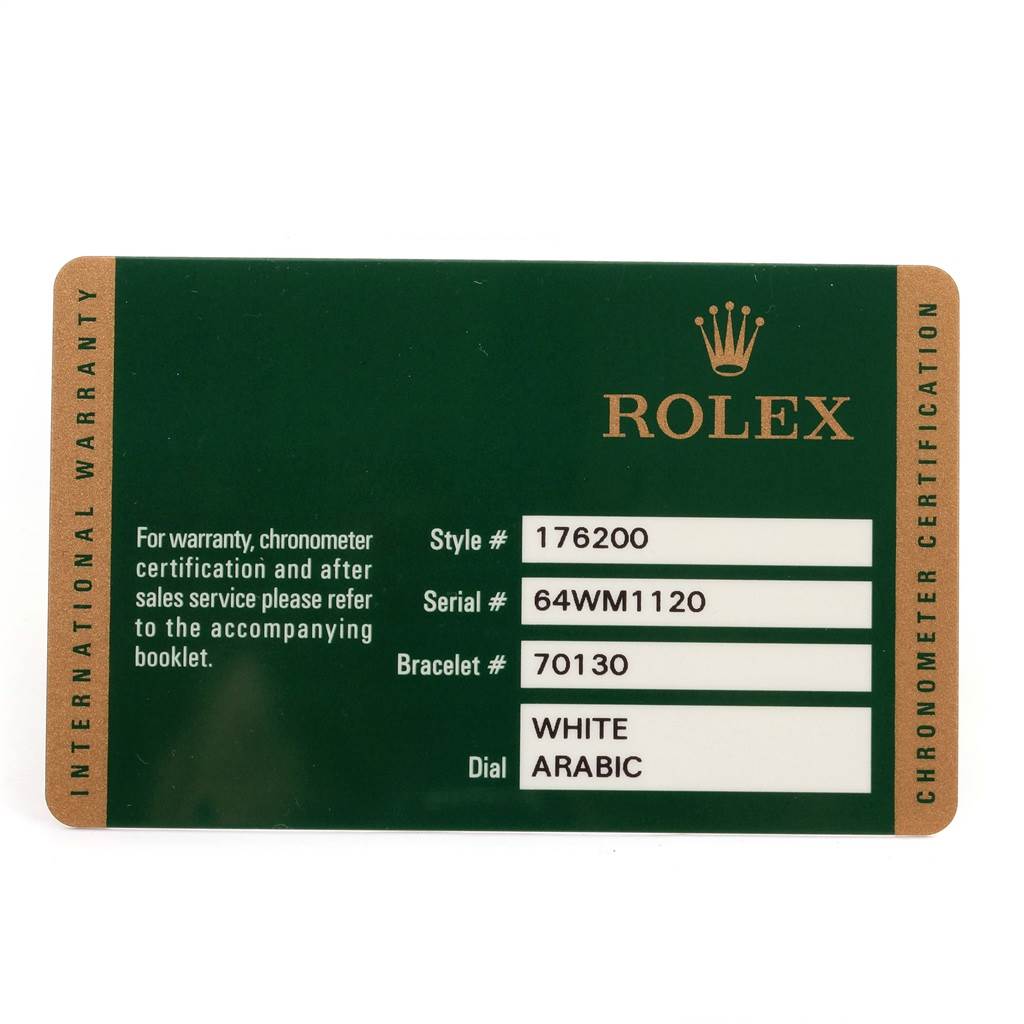 INTERNATIONAL WARRANTY
ROLEX
For warranty, chronometer
certification and after
sales service please refer
to the accompanying
booklet.
Style # 176200
Serial # 64WM1120
Bracelet # 70130
WHITE
Dial ARABIC
CHRONOMETER CERTIFICATION